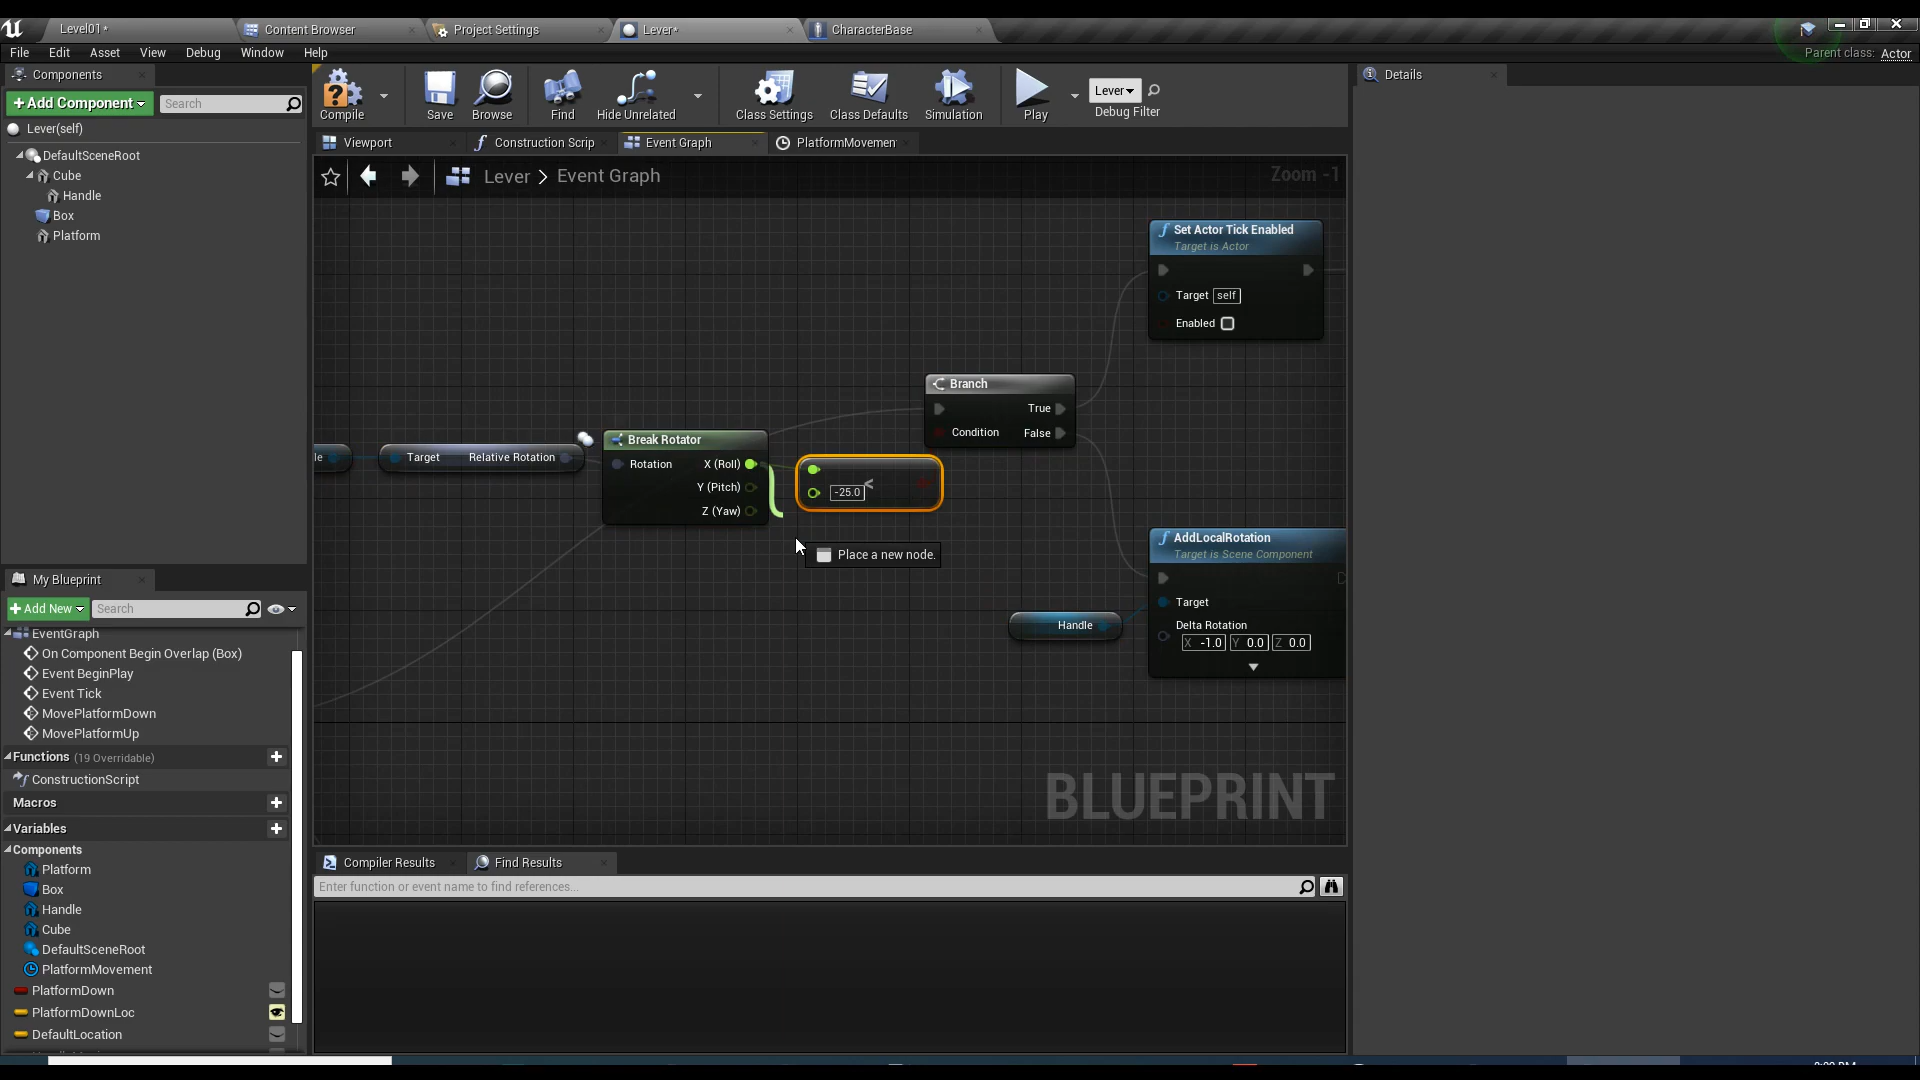 Level01*
Content Browser
Project Settings
Lever*
CharacterBase
File Edit Asset View Debug Window Help
Parent class: Actor
Components
+Add Component
Search
Lever(self)
DefaultSceneRoot
Cube
Handle
Box
Platform
Compile
Save
Browse
Find
Hide Unrelated
Class Settings
Class Defaults
Simulation
Play
Lever
Debug Filter
Viewport
Construction Scrip
Event Graph
PlatformMovemen
Lever > Event Graph
Zoom -1
Set Actor Tick Enabled
Target is Actor
Target self
Enabled
Branch
True
Condition False
le
Target Relative Rotation
Break Rotator
Rotation X (Roll)
Y (Pitch)
Z (Yaw)
-25.0 <
Place a new node.
AddLocalRotation
Target is Scene Component
Target
Delta Rotation
X -1.0 Y 0.0 Z 0.0
Handle
BLUEPRINT
My Blueprint
+Add New
Search
EventGraph
On Component Begin Overlap (Box)
Event BeginPlay
Event Tick
MovePlatformDown
MovePlatformUp
Functions (19 Overridable)
ConstructionScript
Macros
Variables
Components
Platform
Box
Handle
Cube
DefaultSceneRoot
PlatformMovement
PlatformDown
PlatformDownLoc
DefaultLocation
Compiler Results
Find Results
Enter function or event name to find references...
Details